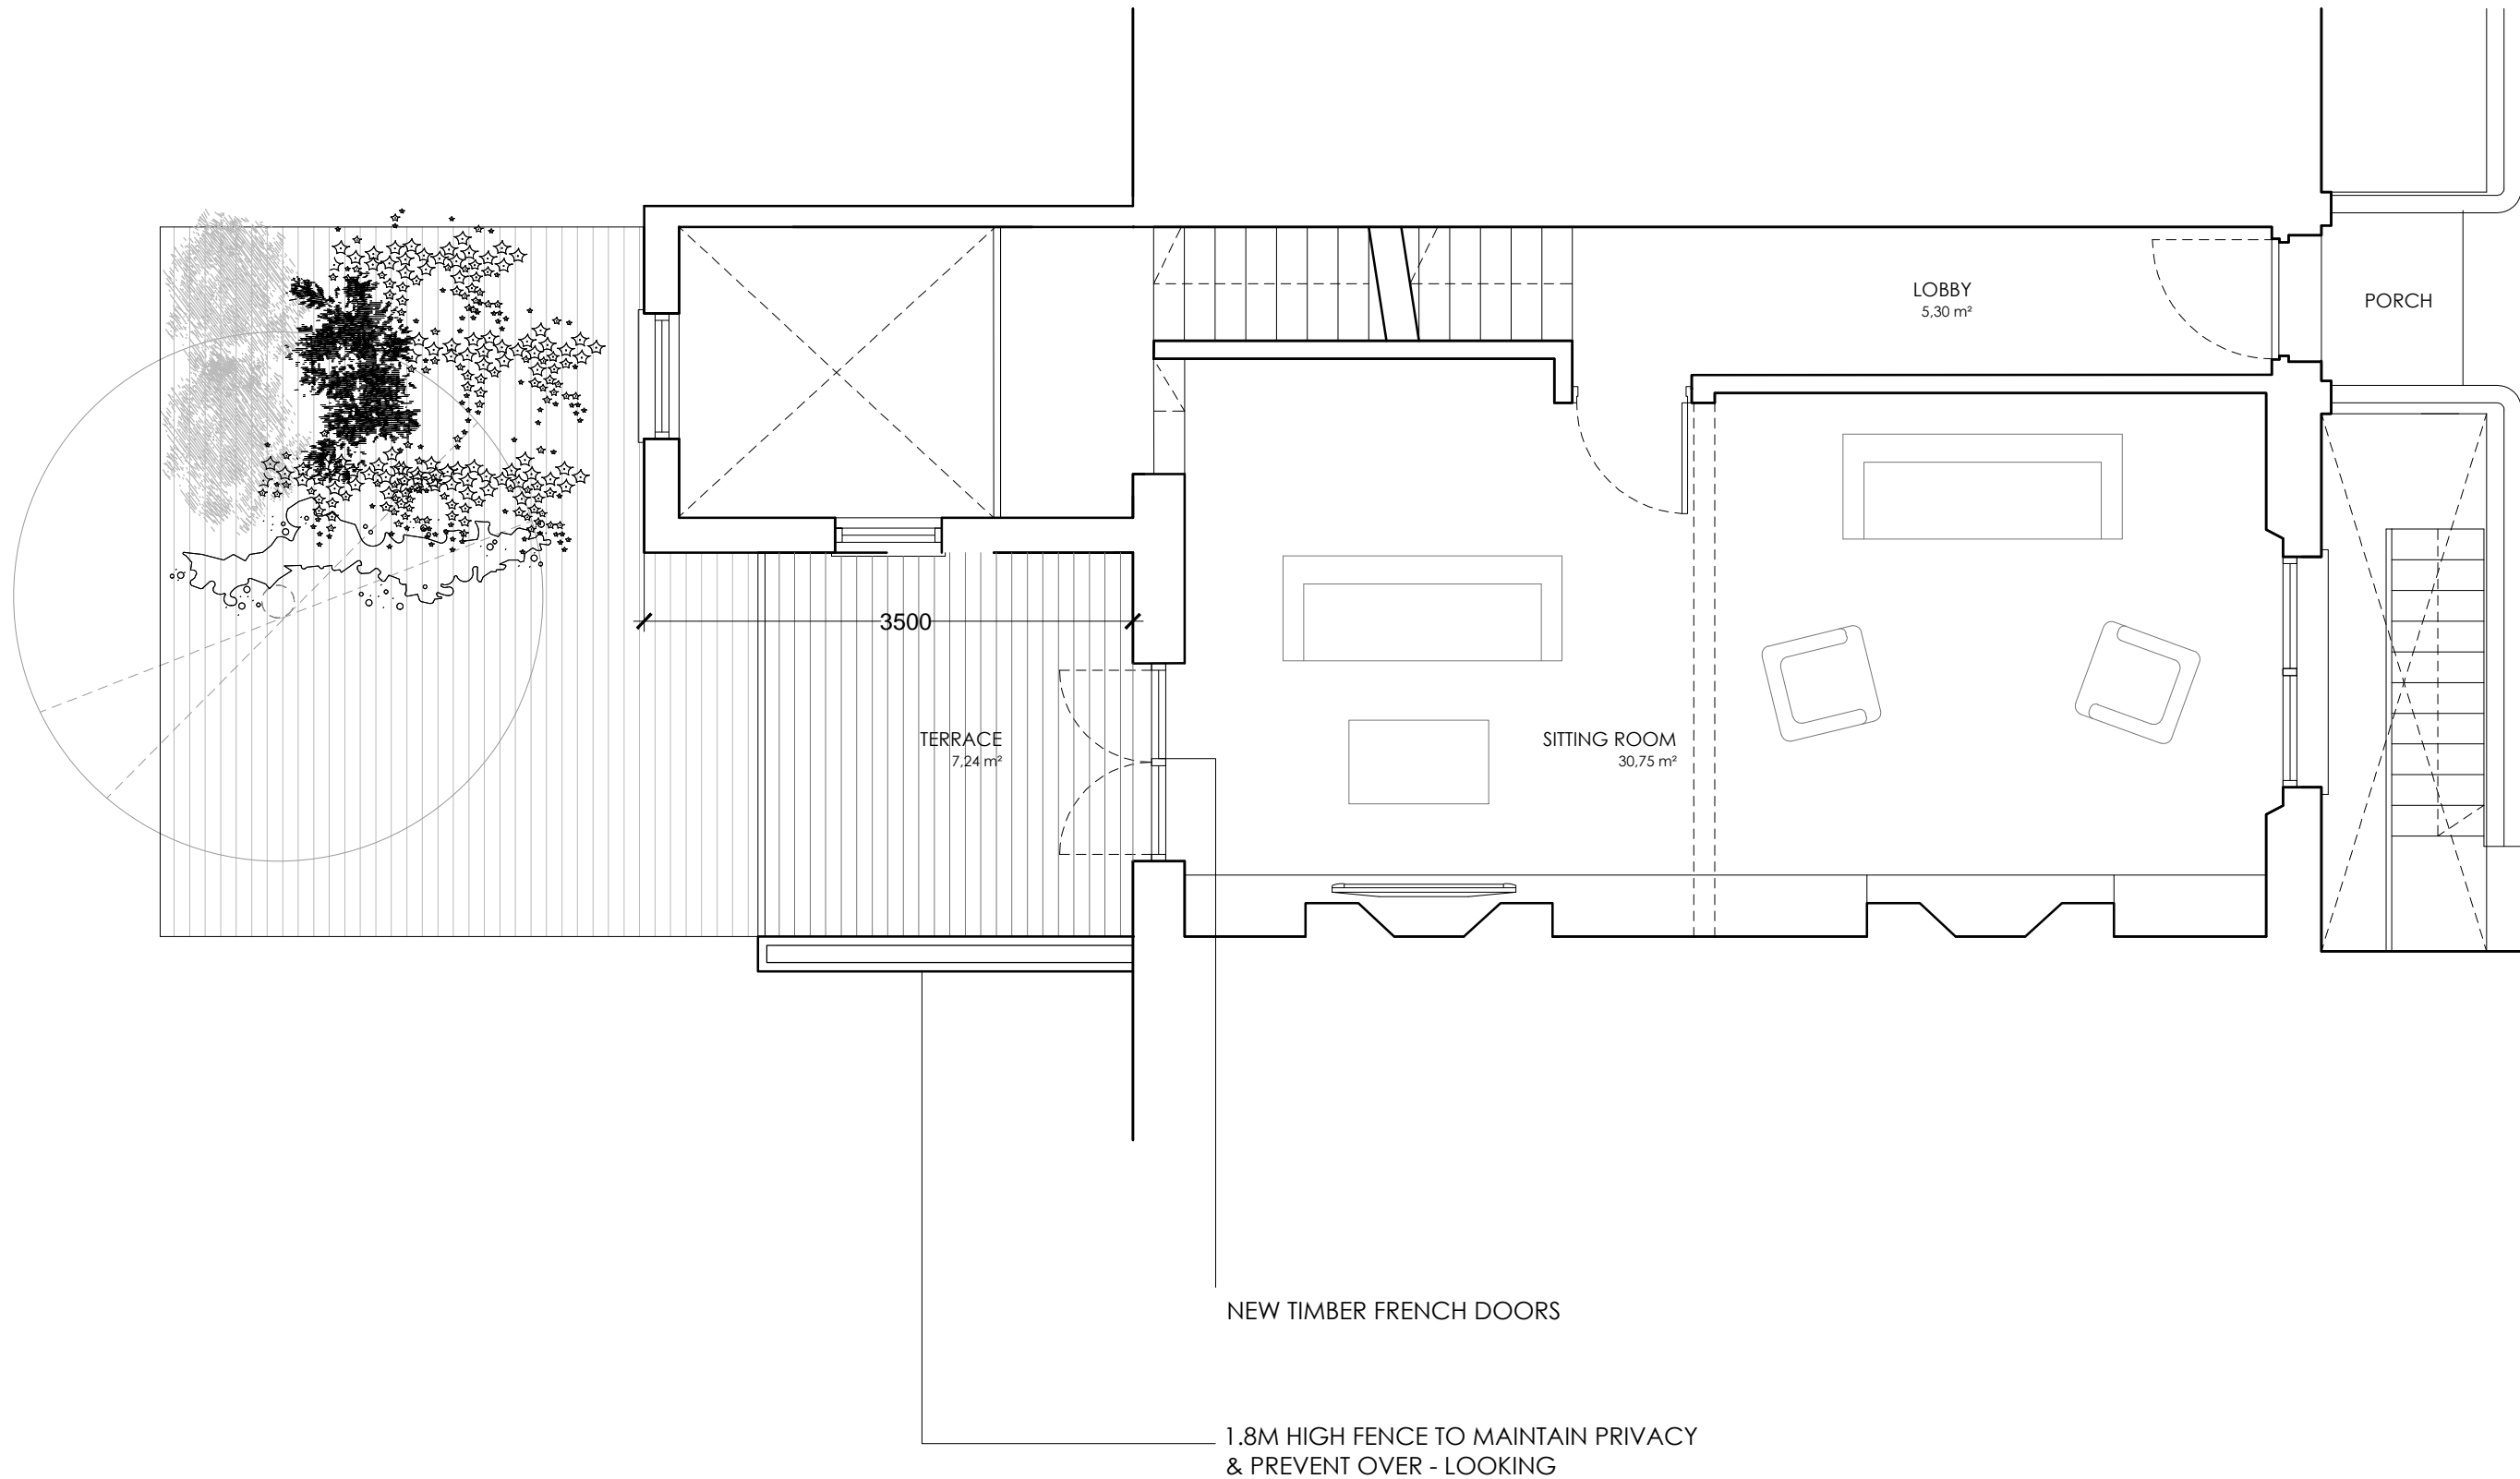 LOBBY
5,30 m²
PORCH
3500
TERRACE
7,24 m²
SITTING ROOM
30,75 m²
NEW TIMBER FRENCH DOORS
1.8M HIGH FENCE TO MAINTAIN PRIVACY
& PREVENT OVER - LOOKING